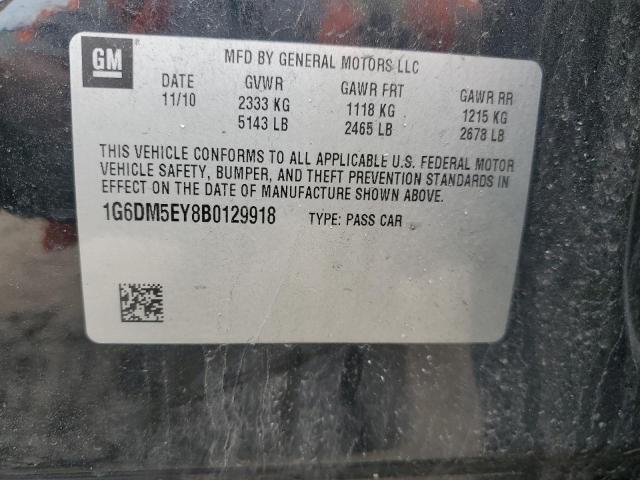 GM
MFD BY GENERAL MOTORS LLC
DATE GVWR GAWR FRT GAWR RR
11/10 2333 KG 1118 KG 1215 KG
5143 LB 2465 LB 2678 LB
THIS VEHICLE CONFORMS TO ALL APPLICABLE U.S. FEDERAL MOTOR
VEHICLE SAFETY, BUMPER, AND THEFT PREVENTION STANDARDS IN
EFFECT ON THE DATE OF MANUFACTURE SHOWN ABOVE.
1G6DM5EY8B0129918 TYPE: PASS CAR